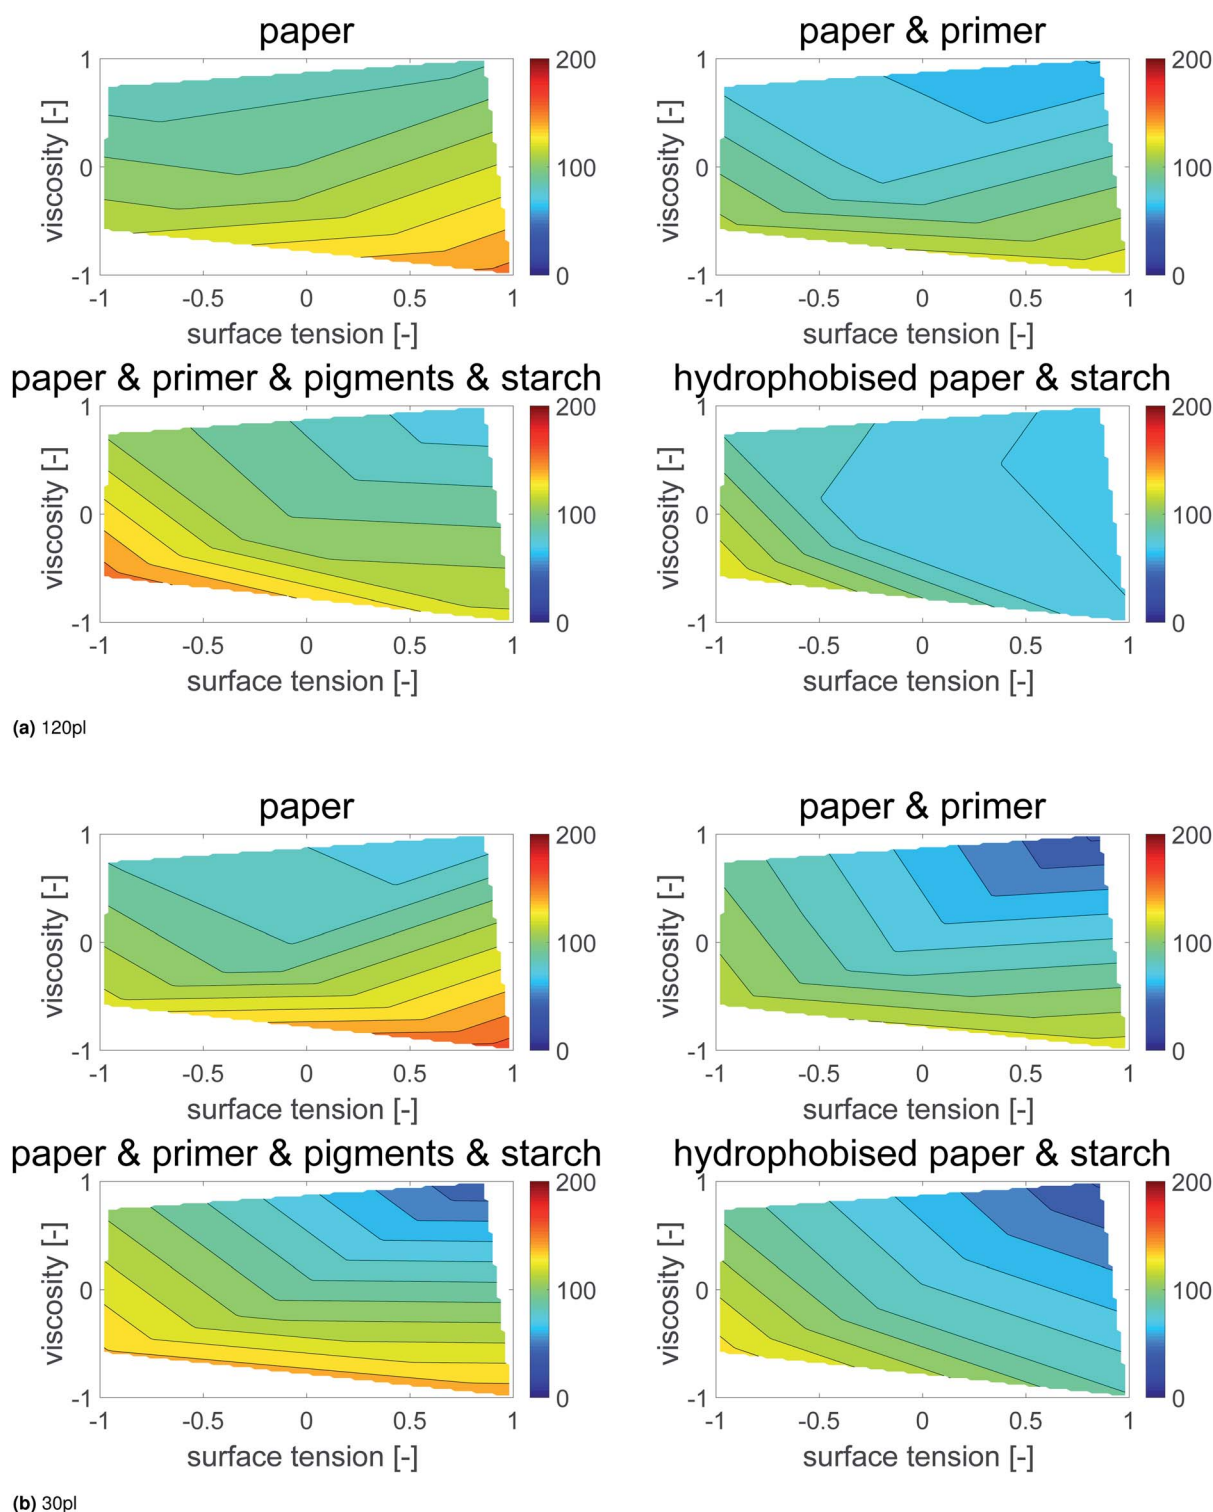 paper
paper & primer
1
0
-1
viscosity [-]
200
100
0
-1 -0.5 0 0.5 1
surface tension [-]
1
0
-1
viscosity [-]
200
100
0
-1 -0.5 0 0.5 1
surface tension [-]
paper & primer & pigments & starch
hydrophobised paper & starch
1
0
-1
viscosity [-]
200
100
0
-1 -0.5 0 0.5 1
surface tension [-]
1
0
-1
viscosity [-]
200
100
0
-1 -0.5 0 0.5 1
surface tension [-]
(a) 120pl
paper
paper & primer
1
0
-1
viscosity [-]
200
100
0
-1 -0.5 0 0.5 1
surface tension [-]
1
0
-1
viscosity [-]
200
100
0
-1 -0.5 0 0.5 1
surface tension [-]
paper & primer & pigments & starch
hydrophobised paper & starch
1
0
-1
viscosity [-]
200
100
0
-1 -0.5 0 0.5 1
surface tension [-]
1
0
-1
viscosity [-]
200
100
0
-1 -0.5 0 0.5 1
surface tension [-]
(b) 30pl